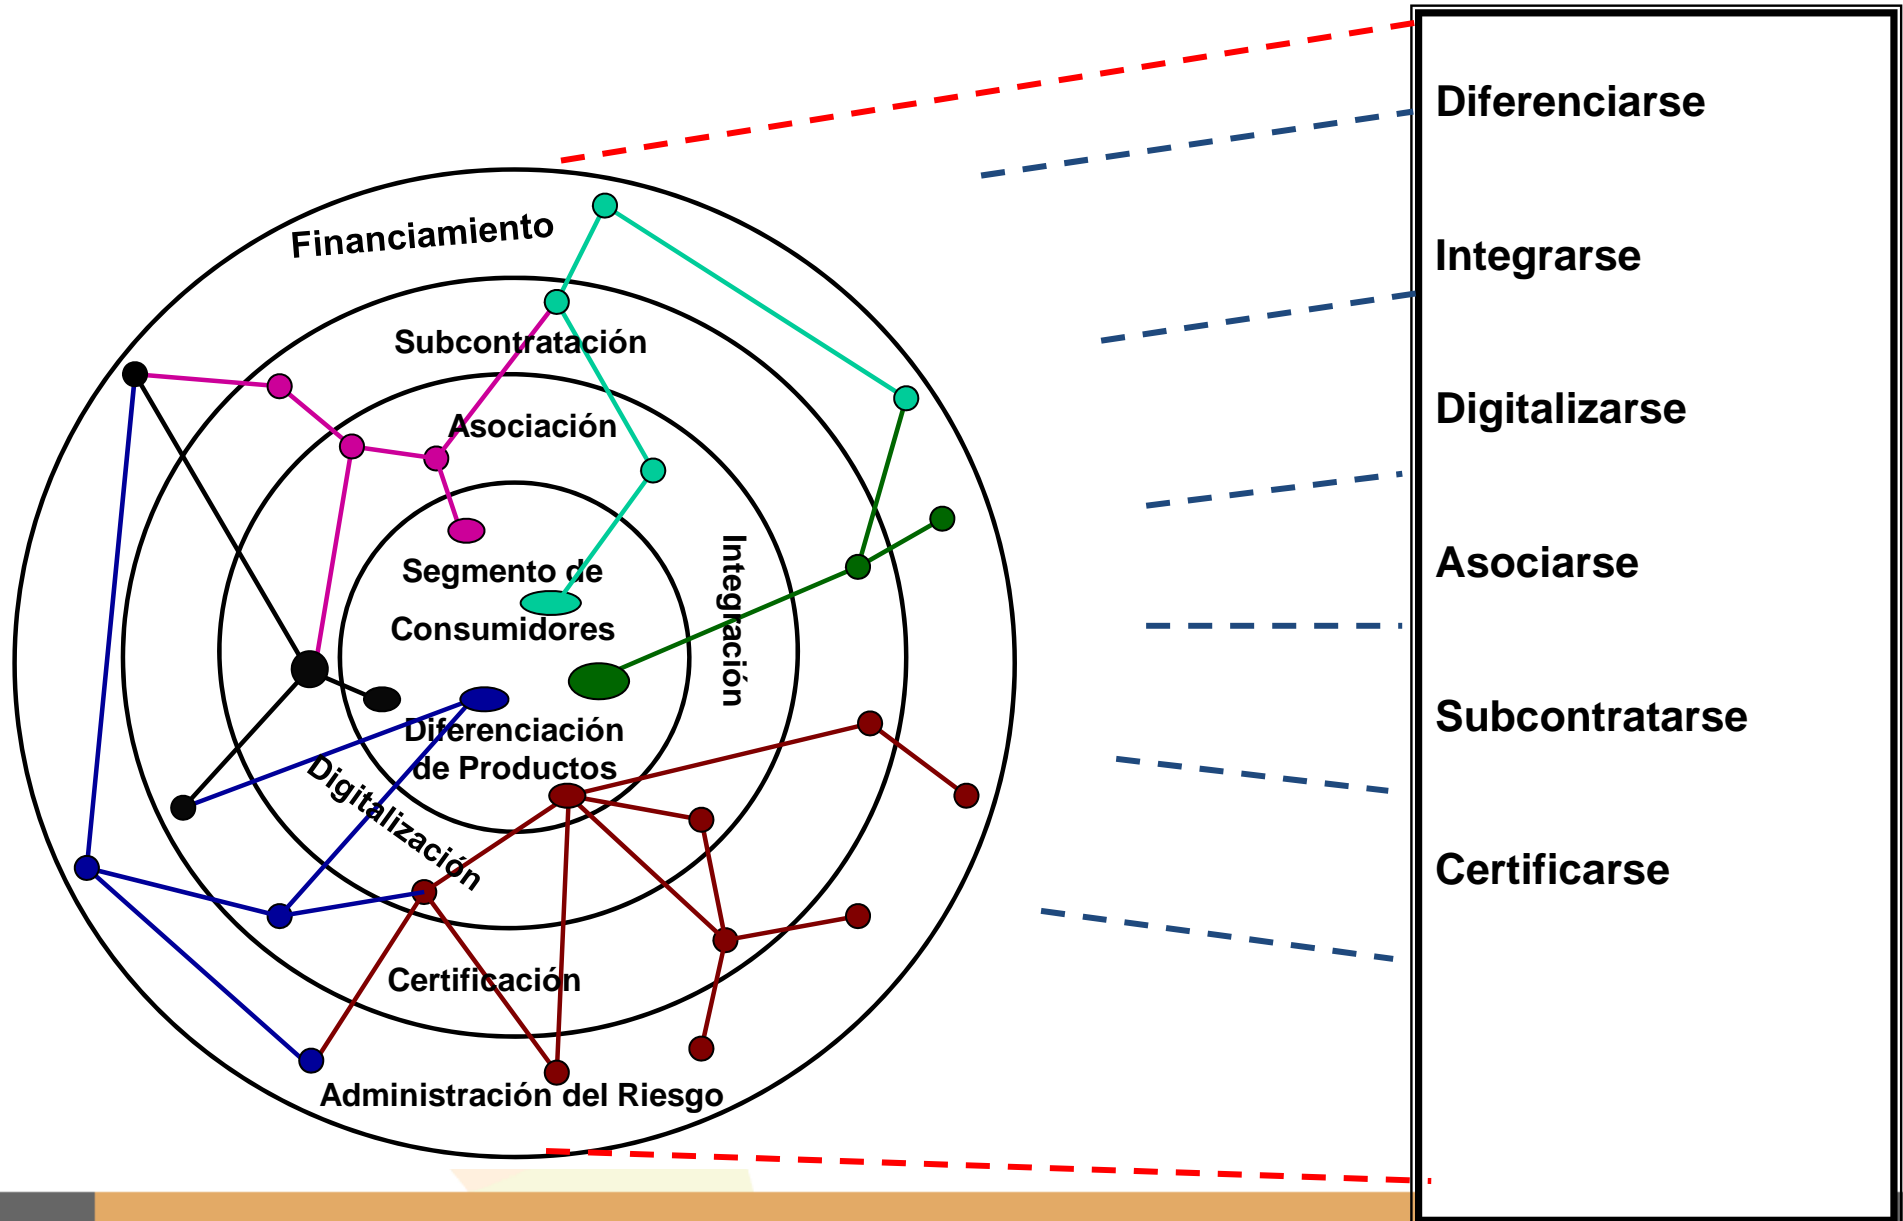 Financiamiento
Subcontratación
Asociación
Segmento de
Consumidores
Integración
Diferenciación
de Productos
Digitalización
Certificación
Administración del Riesgo
Diferenciarse
Integrarse
Digitalizarse
Asociarse
Subcontratarse
Certificarse